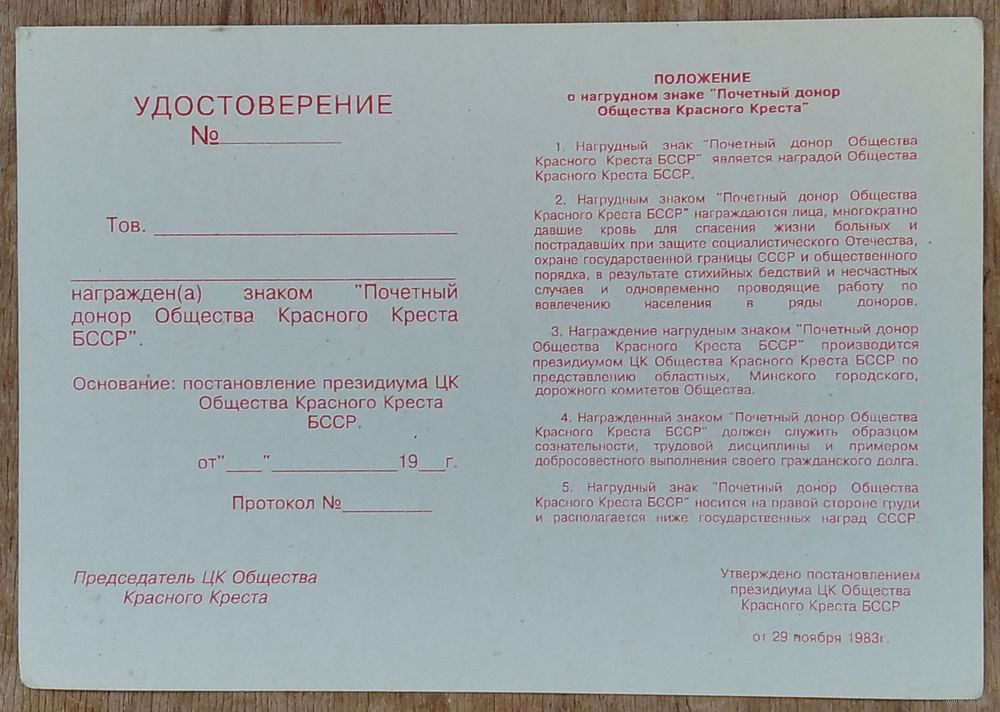 УДОСТОВЕРЕНИЕ
№
Тов.
награжден(а) знаком "Почетный
донор Общества Красного Креста
БССР".
Основание: постановление президиума ЦК
Общества Красного Креста
БССР.
от"___"___________19__г.
Протокол №________
Председатель ЦК Общества
Красного Креста
ПОЛОЖЕНИЕ
о нагрудном знаке "Почетный донор
Общества Красного Креста"
1. Нагрудный знак "Почетный донор Общества
Красного Креста БССР" является наградой Общества
Красного Креста БССР.
2. Нагрудным знаком "Почетный донор Общества
Красного Креста БССР" награждаются лица, многократно
давшие кровь для спасения жизни больных и
пострадавших при защите социалистического Отечества,
охране государственной границы СССР и общественного
порядка, в результате стихийных бедствий и несчастных
случаев и одновременно проводящие работу по
вовлечению населения в ряды доноров.
3. Награждение нагрудным знаком "Почетный донор
Общества Красного Креста БССР" производится
президиумом ЦК Общества Красного Креста БССР по
представлению областных, Минского городского,
дорожного комитетов Общества.
4. Награжденный знаком "Почетный донор Общества
Красного Креста БССР" должен служить образцом
сознательности, трудовой дисциплины и примером
добросовестного выполнения своего гражданского долга.
5. Нагрудный знак "Почетный донор Общества
Красного Креста БССР" носится на правой стороне груди
и располагается ниже государственных наград СССР.
Утверждено постановлением
президиума ЦК Общества
Красного Креста БССР
от 29 ноября 1983г.